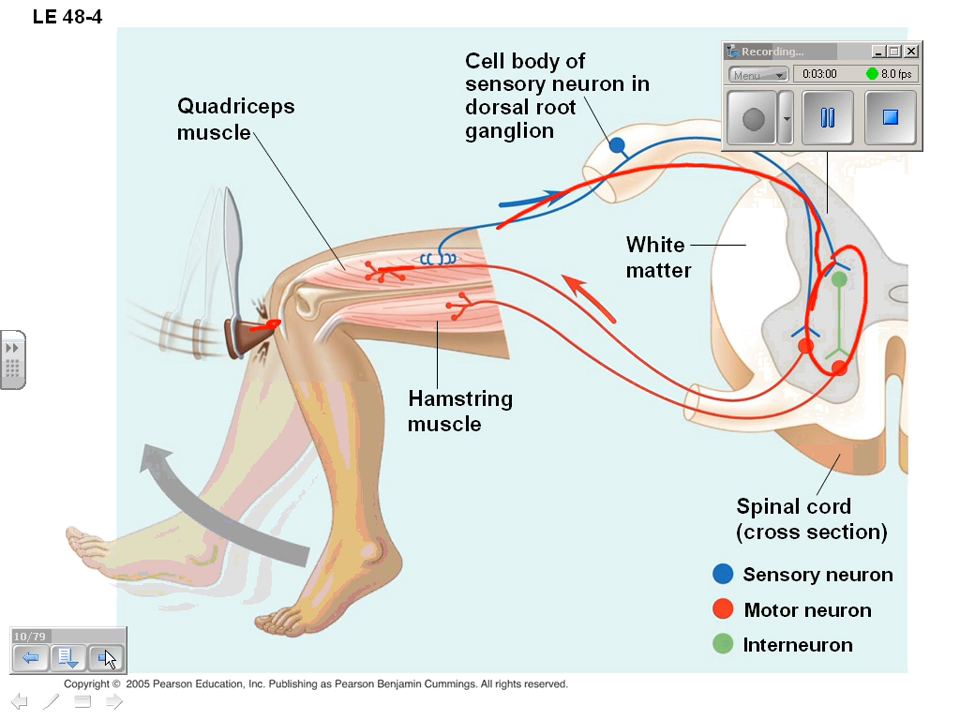 LE 48-4
Cell body of
sensory neuron in
dorsal root
ganglion
Recording...
Menu
0:03:00
8.0 fps
Quadriceps
muscle
White
matter
Hamstring
muscle
Spinal cord
(cross section)
Sensory neuron
Motor neuron
Interneuron
10/79
Copyright © 2005 Pearson Education, Inc. Publishing as Pearson Benjamin Cummings. All rights reserved.